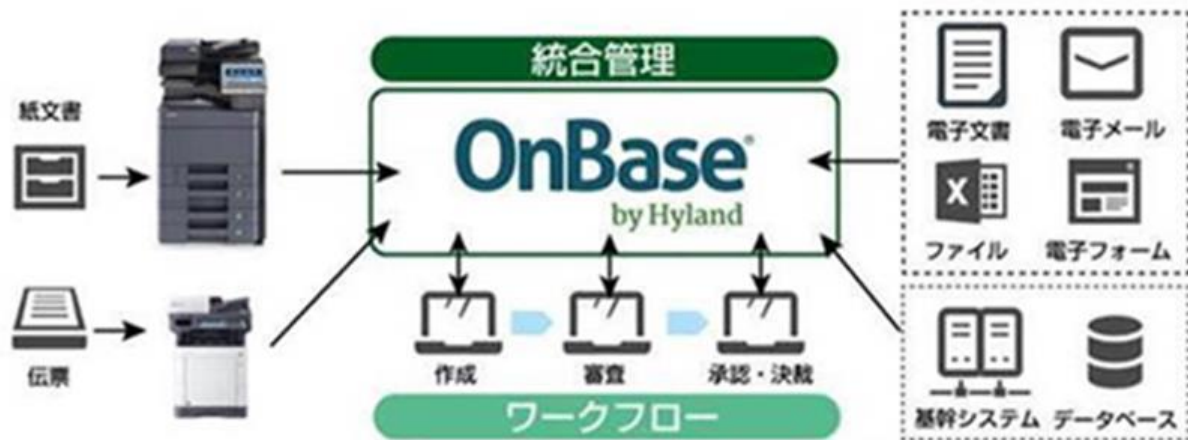 統合管理
紙文書
OnBase®
by Hyland
電子文書
電子メール
X
ファイル
電子フォーム
伝票
作成
審査
承認・決裁
ワークフロー
基幹システム
データベース